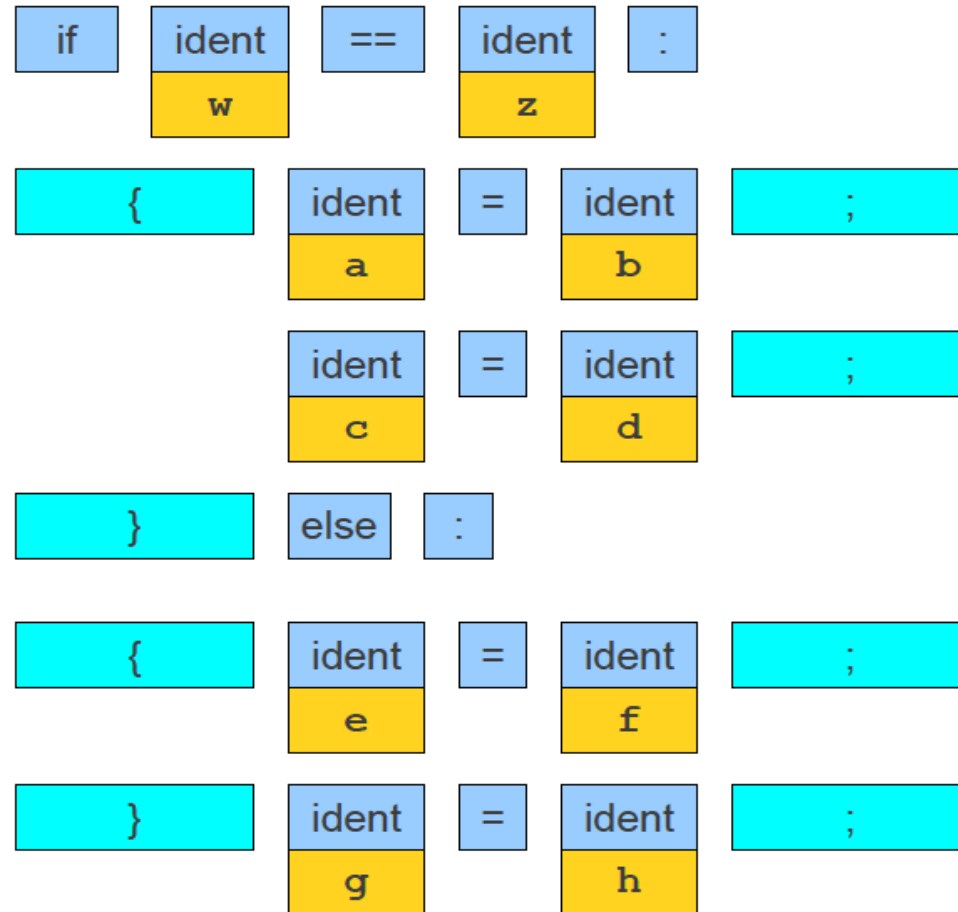 if ident == ident :
w z
{ ident = ident ;
a b
ident = ident ;
c d
} else :
{ ident = ident ;
e f
} ident = ident ;
g h